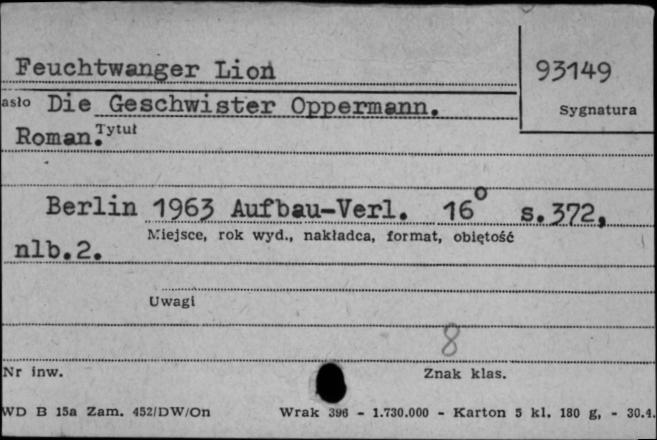 Feuchtwanger Lion
93149
asło Die Geschwister Oppermann.
Sygnatura
Roman. Tytuł
Berlin 1963 Aufbau-Verl. 16° s.372,
Miejsce, rok wyd., nakładca, format, obiętość
nlb.2.
Uwagi
8
Nr inw.
Znak klas.
WD B 15a Zam. 452/DW/On Wrak 396 - 1.730.000 - Karton 5 kl. 180 g, - 30.4.